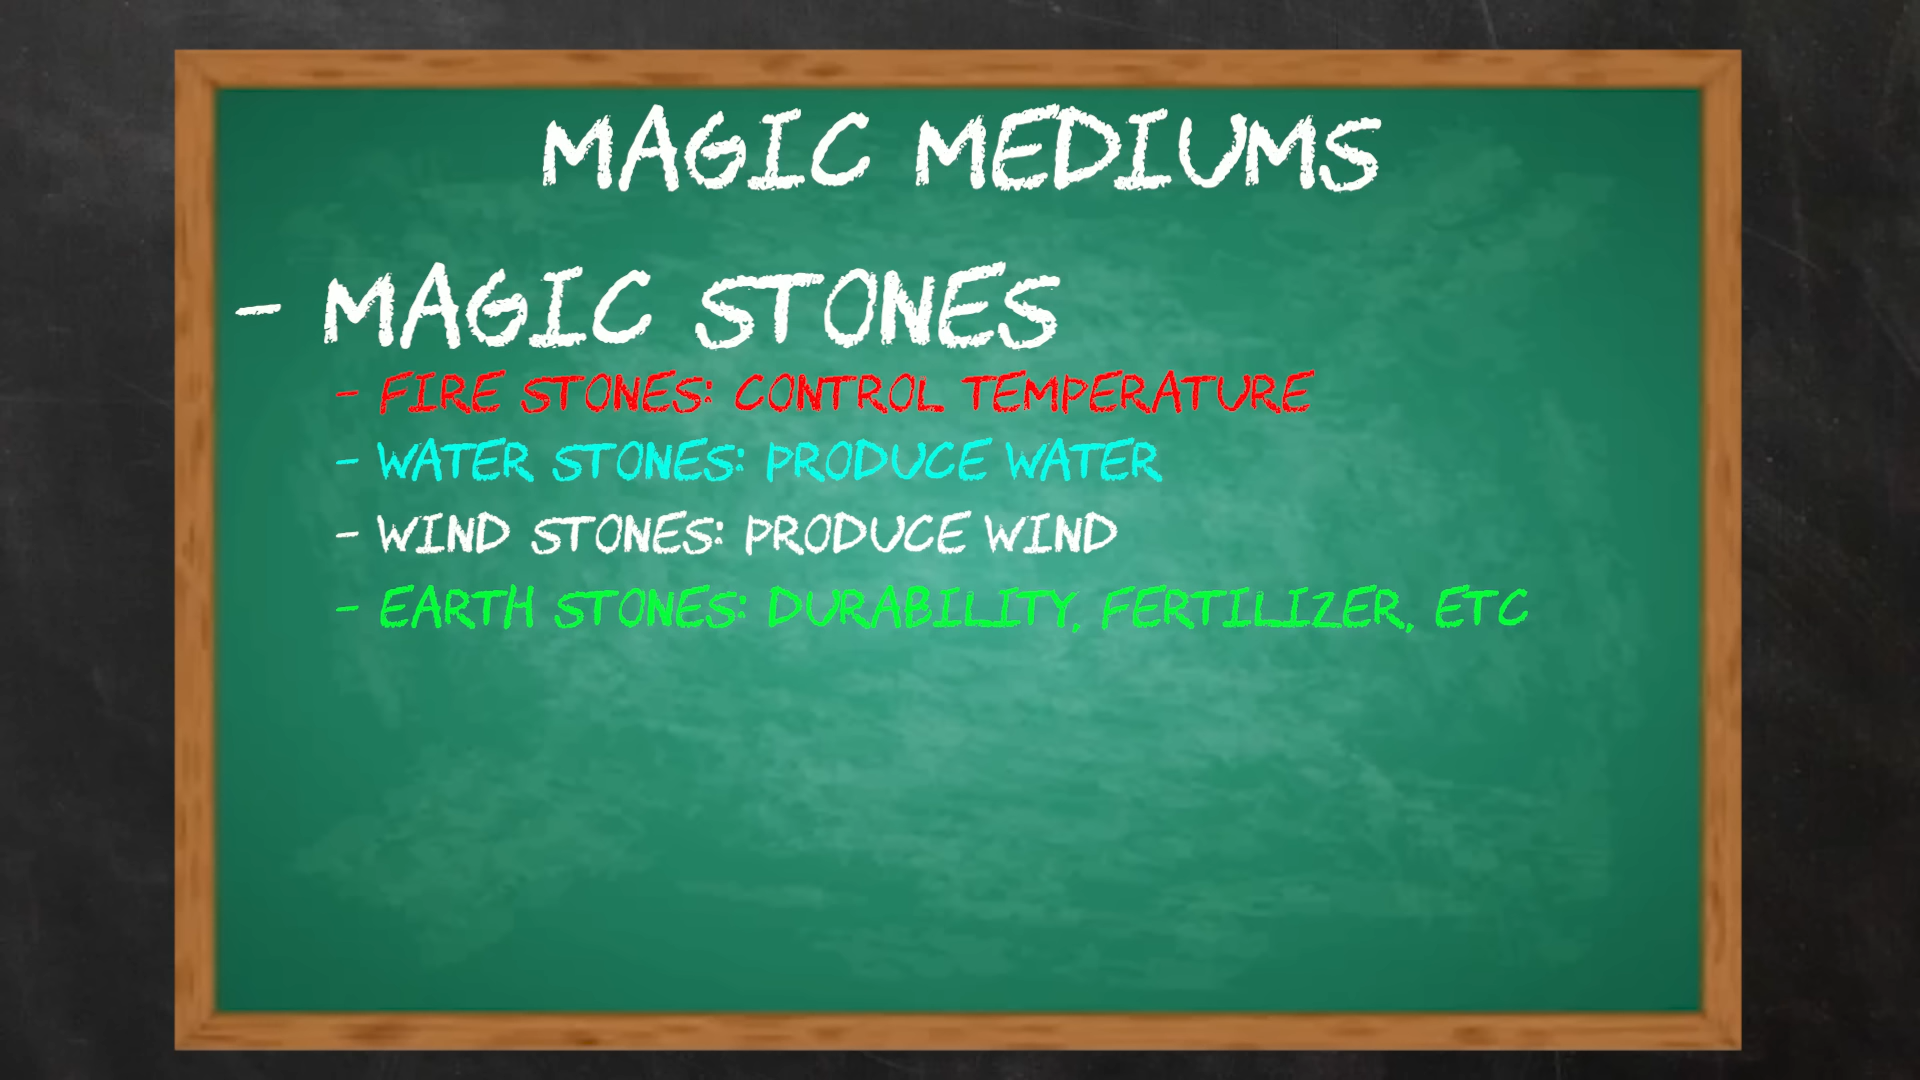 MAGIC MEDIUMS
- MAGIC STONES
- FIRE STONES: CONTROL TEMPERATURE
- WATER STONES: PRODUCE WATER
- WIND STONES: PRODUCE WIND
- EARTH STONES: DURABILITY, FERTILIZER, ETC